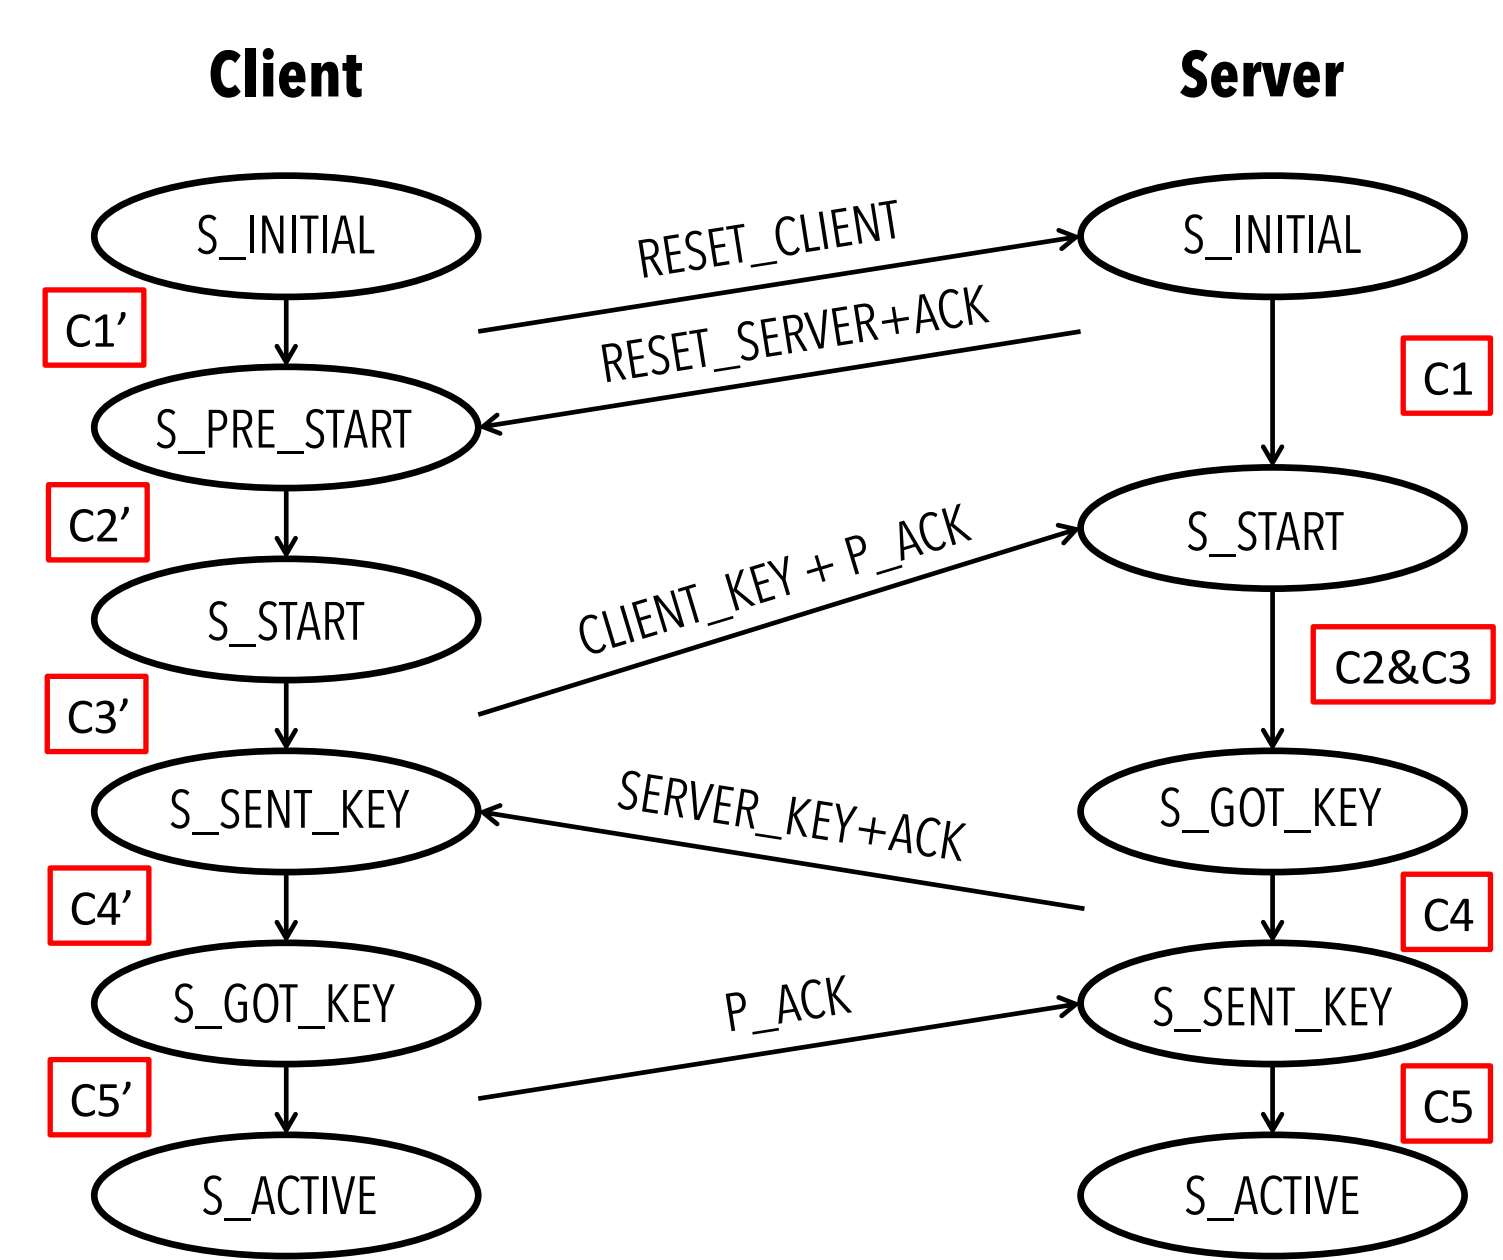 Client
Server
S_INITIAL
RESET_CLIENT
S_INITIAL
C1’
RESET_SERVER+ACK
C1
S_PRE_START
C2’
S_START
CLIENT_KEY + P_ACK
S_START
C3’
C2&C3
S_SENT_KEY
SERVER_KEY+ACK
S_GOT_KEY
C4’
C4
S_GOT_KEY
P_ACK
S_SENT_KEY
C5’
C5
S_ACTIVE
S_ACTIVE